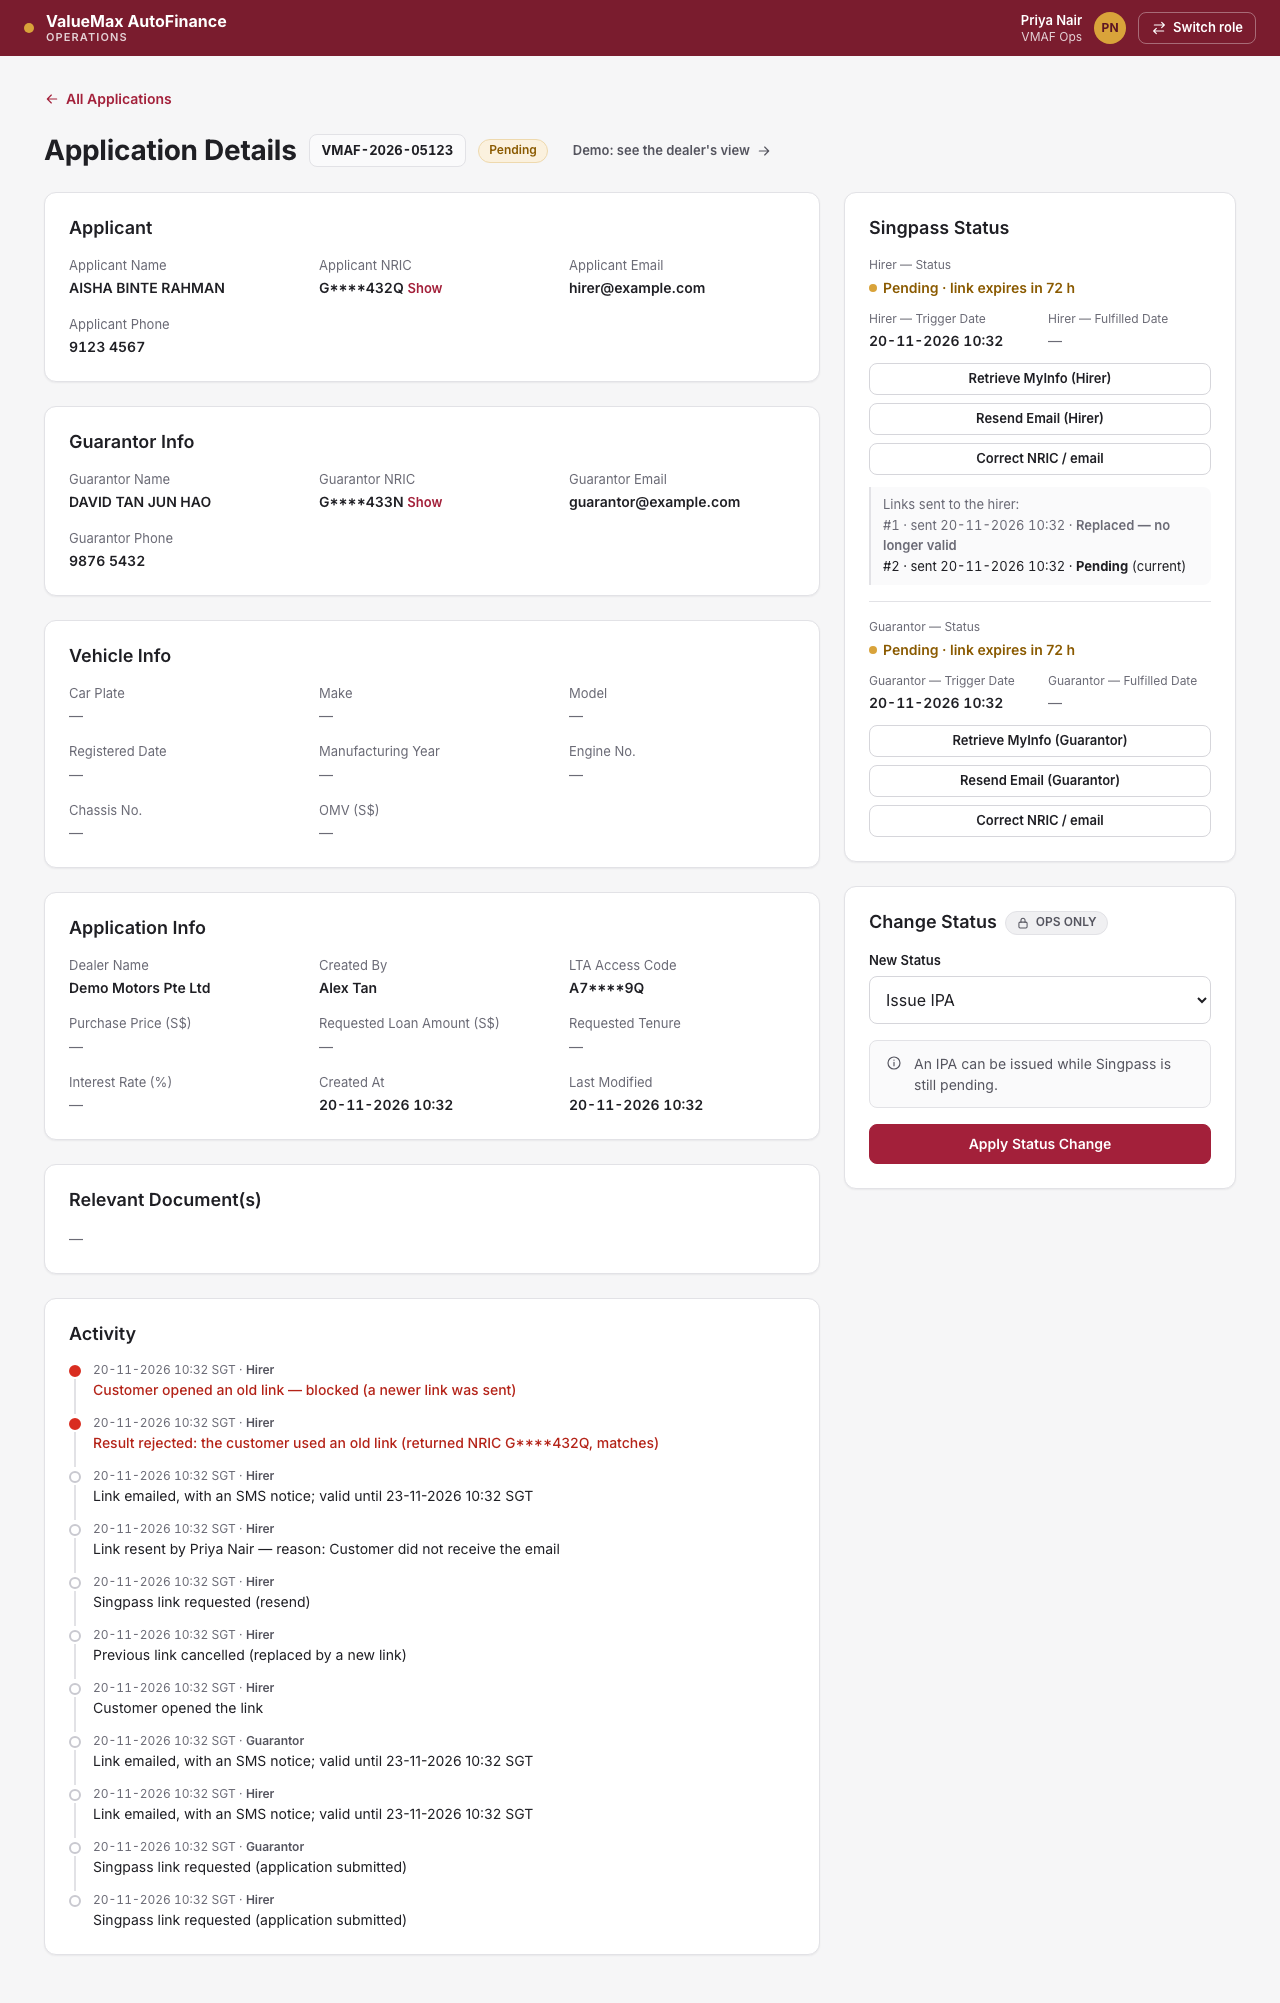 ValueMax AutoFinance
OPERATIONS
Priya Nair
VMAF Ops
PN
Switch role
← All Applications
Application Details
VMAF-2026-05123
Pending
Demo: see the dealer's view →
Applicant
Applicant Name
AISHA BINTE RAHMAN
Applicant NRIC
G****432Q Show
Applicant Email
hirer@example.com
Applicant Phone
9123 4567
Guarantor Info
Guarantor Name
DAVID TAN JUN HAO
Guarantor NRIC
G****433N Show
Guarantor Email
guarantor@example.com
Guarantor Phone
9876 5432
Vehicle Info
Car Plate
—
Make
—
Model
—
Registered Date
—
Manufacturing Year
—
Engine No.
—
Chassis No.
—
OMV (S$)
—
Application Info
Dealer Name
Demo Motors Pte Ltd
Created By
Alex Tan
LTA Access Code
A7****9Q
Purchase Price (S$)
—
Requested Loan Amount (S$)
—
Requested Tenure
—
Interest Rate (%)
—
Created At
20-11-2026 10:32
Last Modified
20-11-2026 10:32
Relevant Document(s)
—
Activity
20-11-2026 10:32 SGT · Hirer
Customer opened an old link — blocked (a newer link was sent)
20-11-2026 10:32 SGT · Hirer
Result rejected: the customer used an old link (returned NRIC G****432Q, matches)
20-11-2026 10:32 SGT · Hirer
Link emailed, with an SMS notice; valid until 23-11-2026 10:32 SGT
20-11-2026 10:32 SGT · Hirer
Link resent by Priya Nair — reason: Customer did not receive the email
20-11-2026 10:32 SGT · Hirer
Singpass link requested (resend)
20-11-2026 10:32 SGT · Hirer
Previous link cancelled (replaced by a new link)
20-11-2026 10:32 SGT · Hirer
Customer opened the link
20-11-2026 10:32 SGT · Guarantor
Link emailed, with an SMS notice; valid until 23-11-2026 10:32 SGT
20-11-2026 10:32 SGT · Hirer
Link emailed, with an SMS notice; valid until 23-11-2026 10:32 SGT
20-11-2026 10:32 SGT · Guarantor
Singpass link requested (application submitted)
20-11-2026 10:32 SGT · Hirer
Singpass link requested (application submitted)
Singpass Status
Hirer — Status
Pending · link expires in 72 h
Hirer — Trigger Date
20-11-2026 10:32
Hirer — Fulfilled Date
—
Retrieve MyInfo (Hirer)
Resend Email (Hirer)
Correct NRIC / email
Links sent to the hirer:
#1 · sent 20-11-2026 10:32 · Replaced — no
longer valid
#2 · sent 20-11-2026 10:32 · Pending (current)
Guarantor — Status
Pending · link expires in 72 h
Guarantor — Trigger Date
20-11-2026 10:32
Guarantor — Fulfilled Date
—
Retrieve MyInfo (Guarantor)
Resend Email (Guarantor)
Correct NRIC / email
Change Status
OPS ONLY
New Status
Issue IPA
An IPA can be issued while Singpass is
still pending.
Apply Status Change